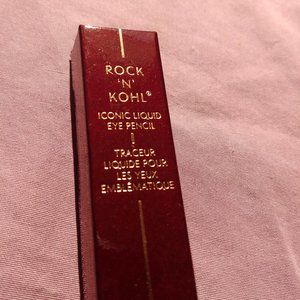 ROCK
'N'
KOHL®
ICONIC LIQUID
EYE PENCIL
TRACEUR
LIQUIDE POUR
LES YEUX
EMBLÉMATIQUE